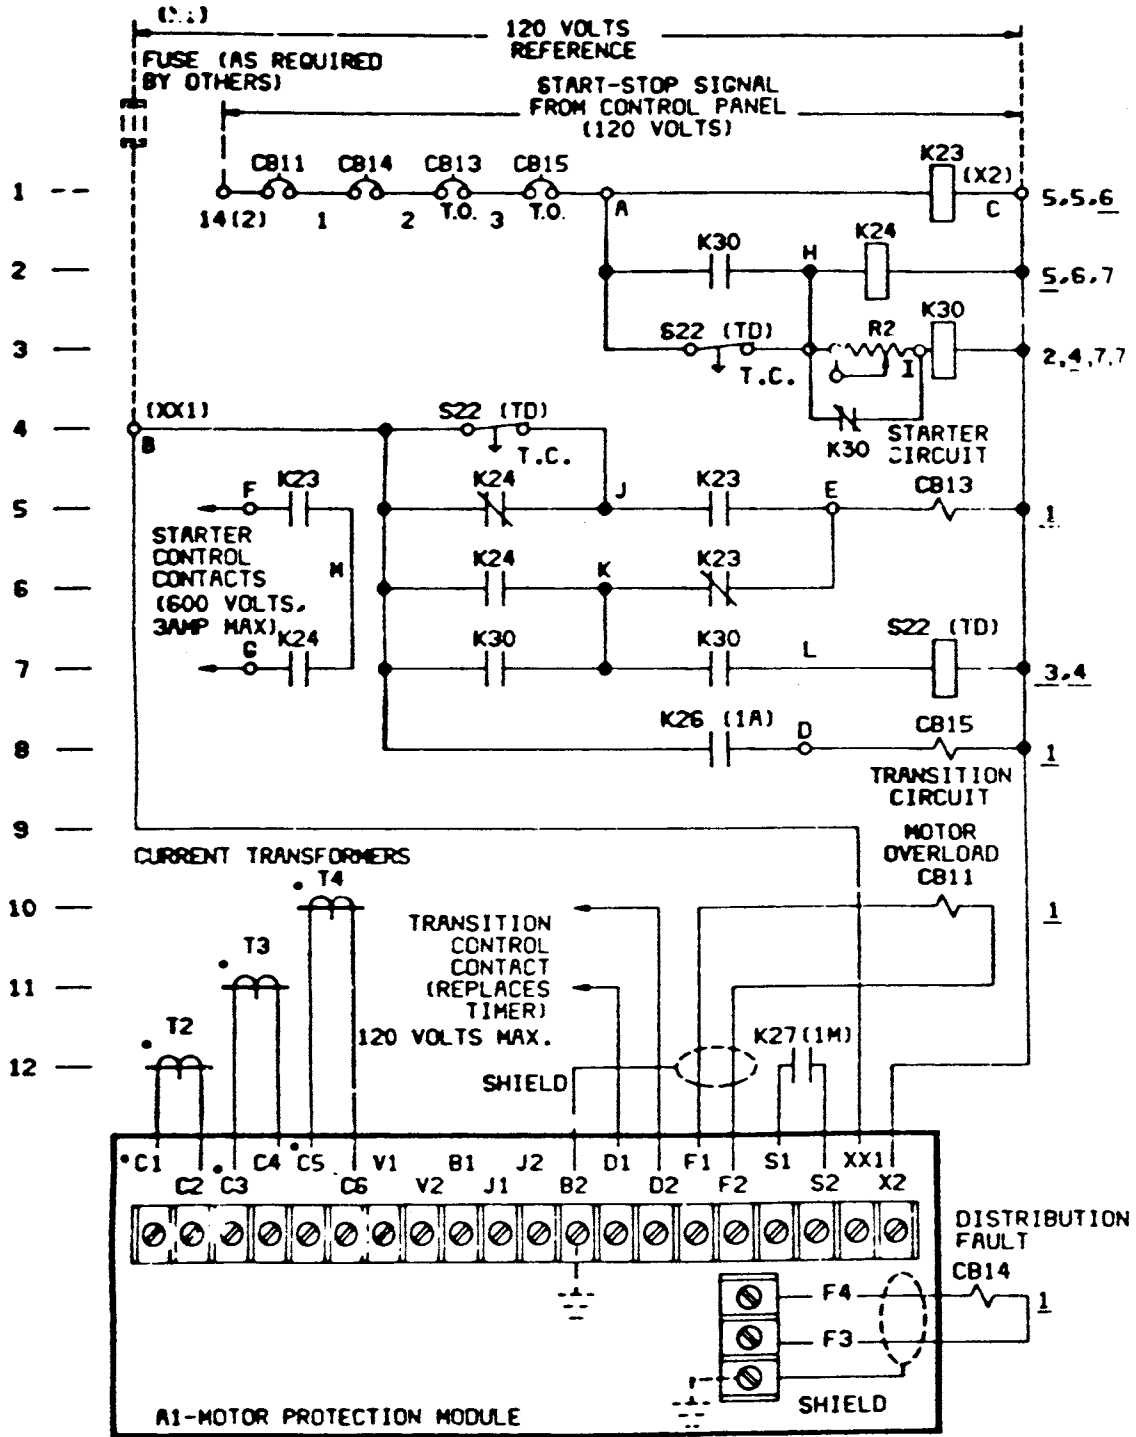 120 VOLTS
REFERENCE
FUSE (AS REQUIRED
BY OTHERS)
START-STOP SIGNAL
FROM CONTROL PANEL
(120 VOLTS)
CB11 CB14 CB13 CB15 K23 (X2)
1 -- 14(2) 1 2 T.O. 3 T.O. A C 5,5,6
K30 H K24
2 — 5,6,7
S22 (TD) R2 K30
3 — T.C. I 2,4,7,7
(XX1) S22 (TD)
4 — B T.C. K30 STARTER
CIRCUIT
F K23 K24 J K23 E CB13
5 — 1
STARTER
CONTROL
CONTACTS
(600 VOLTS,
3AMP MAX)
M K24 K K23
6 —
G K24 K30 K30 L S22 (TD)
7 — 3,4
K26 (1A) D CB15
8 — 1
TRANSITION
CIRCUIT
9 — MOTOR
OVERLOAD
CB11
CURRENT TRANSFORMERS
T4
10 — 1
TRANSITION
CONTROL
CONTACT
(REPLACES
TIMER)
120 VOLTS MAX.
T3
11 —
T2 K27(1M)
12 — SHIELD
C1 C4 C5 V1 B1 J2 D1 F1 S1 XX1
C2 C3 C6 V2 J1 B2 D2 F2 S2 X2
DISTRIBUTION
FAULT
CB14
F4 1
F3
SHIELD
A1-MOTOR PROTECTION MODULE